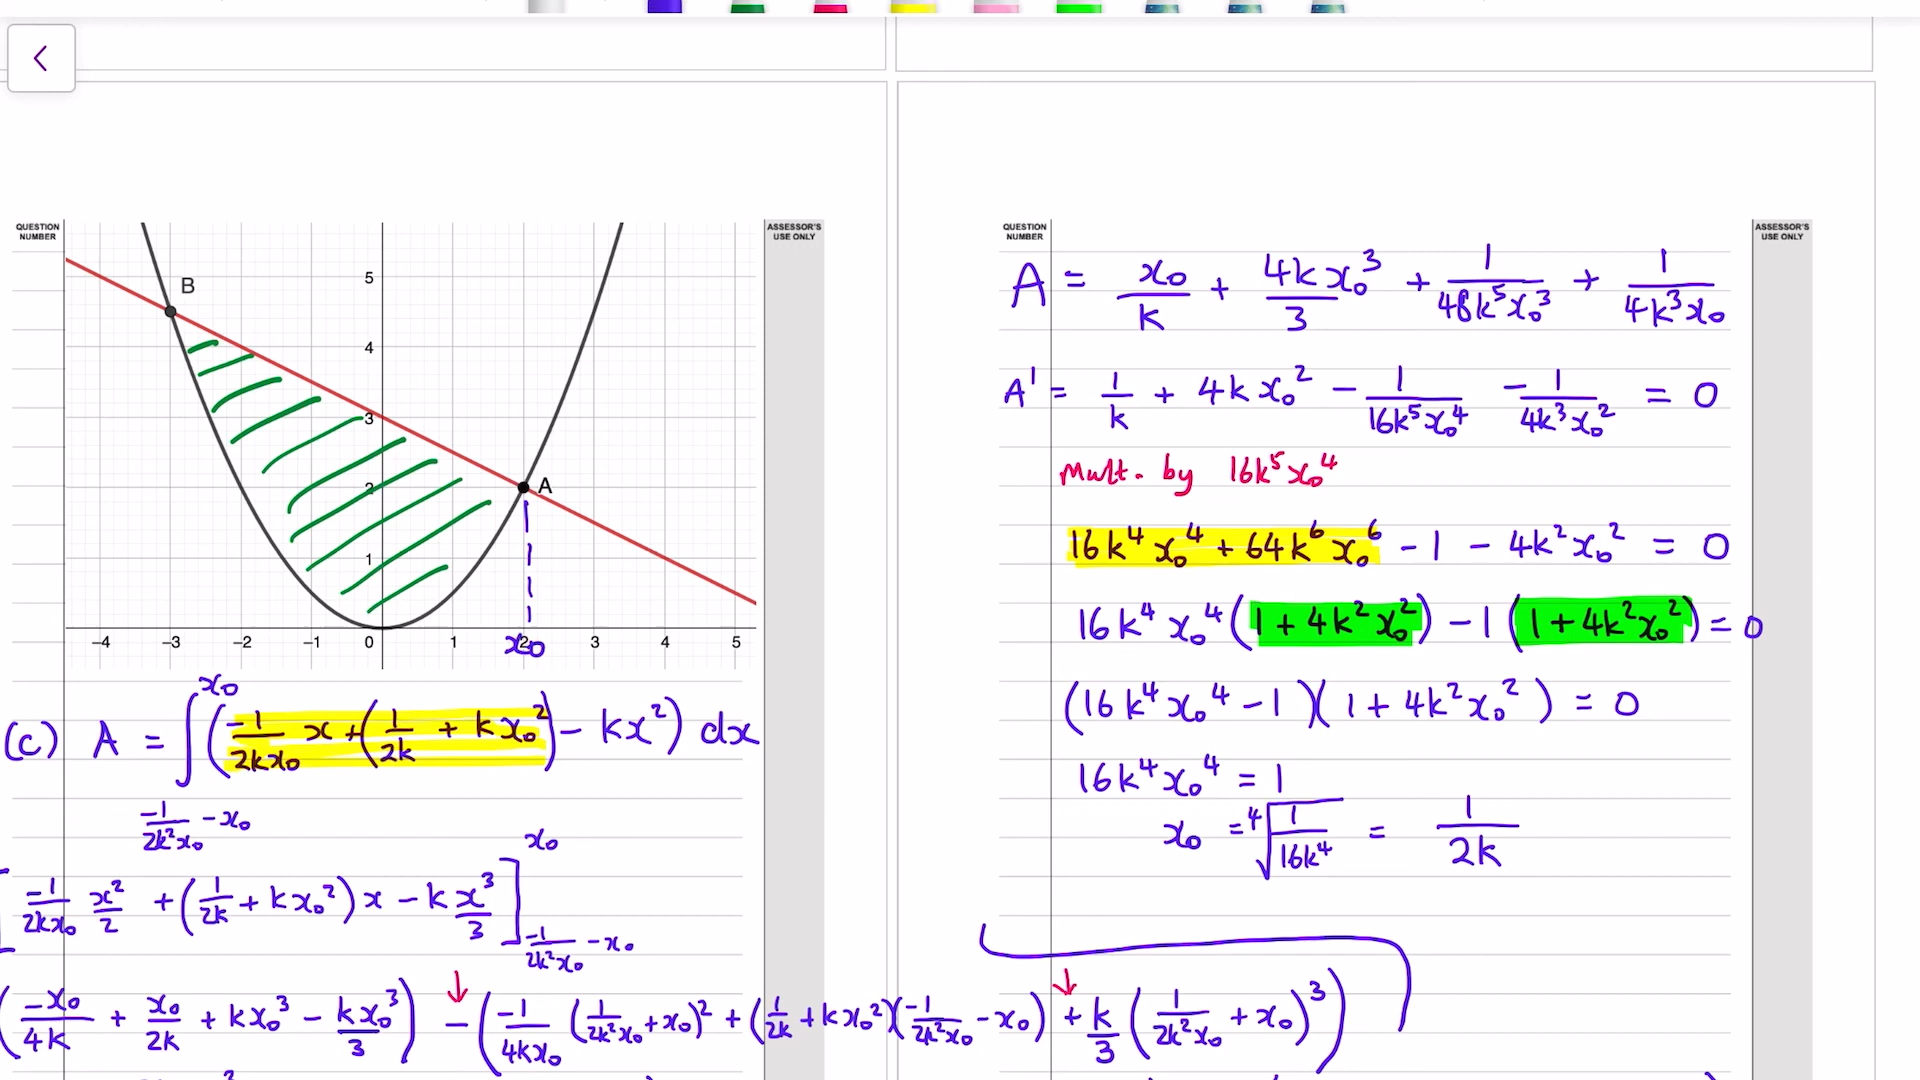 QUESTION NUMBER
ASSESSOR'S USE ONLY
B
A
5
4
3
2
1
−4 −3 −2 −1 0 1 2 3 4 5
x₀
(c) A = ∫_{-1/(2k²x₀) - x₀}^{x₀} (-1/(2kx₀) x + (1/(2k) + kx₀²) - kx²) dx
[-1/(2kx₀) x²/2 + (1/(2k) + kx₀²)x - k x³/3]_{-1/(2k²x₀) - x₀}^{x₀}
(-x₀/(4k) + x₀/(2k) + kx₀³ - kx₀³/3) - (-1/(4kx₀) (1/(2k²x₀) + x₀)² + (1/(2k) + kx₀²)(-1/(2k²x₀) - x₀) + k/3 (1/(2k²x₀) + x₀)³)
QUESTION NUMBER
ASSESSOR'S USE ONLY
A = x₀/k + 4kx₀³/3 + 1/(48k⁵x₀³) + 1/(4k³x₀)
A' = 1/k + 4kx₀² - 1/(16k⁵x₀⁴) - 1/(4k³x₀²) = 0
Mult. by 16k⁵x₀⁴
16k⁴x₀⁴ + 64k⁶x₀⁶ - 1 - 4k²x₀² = 0
16k⁴x₀⁴(1 + 4k²x₀²) - 1(1 + 4k²x₀²) = 0
(16k⁴x₀⁴ - 1)(1 + 4k²x₀²) = 0
16k⁴x₀⁴ = 1
x₀ = ⁴√(1/(16k⁴)) = 1/(2k)